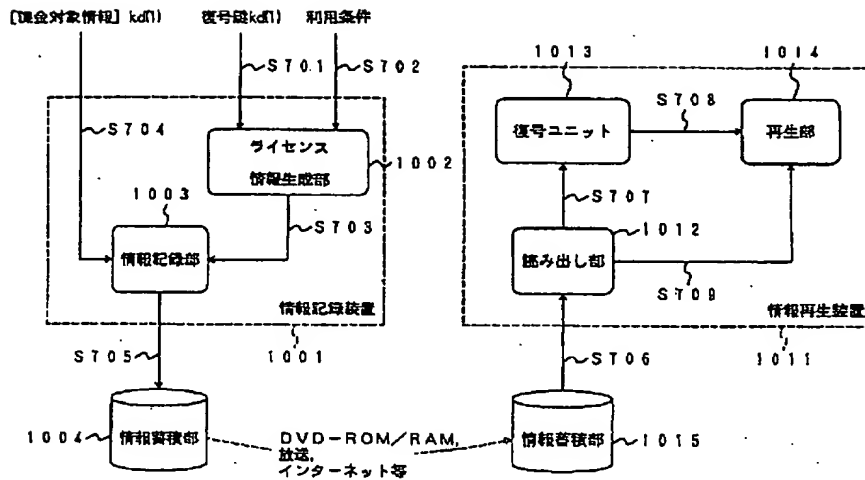 [課金対象情報] kd(1)
復号鍵kd(1)
利用条件
S701
S702
S704
ライセンス
情報生成部
1002
1003
S703
情報記録部
情報記録装置
S705
1001
1004
情報蓄積部
DVD-ROM/RAM,
放送,
インターネット等
1013
1014
復号ユニット
S708
再生部
S707
1012
読み出し部
S709
情報再生装置
S706
1011
情報蓄積部
1015